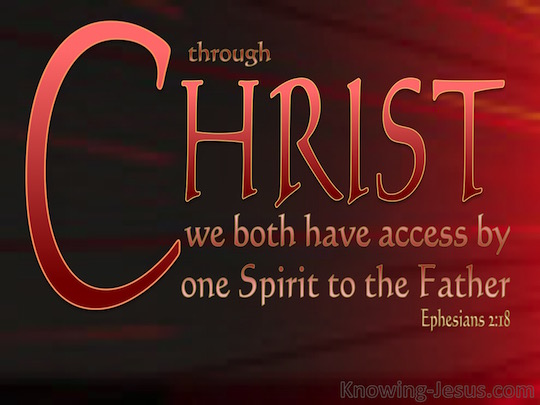 through
CHRIST
we both have access by
one Spirit to the Father
Ephesians 2:18
Knowing-Jesus.com